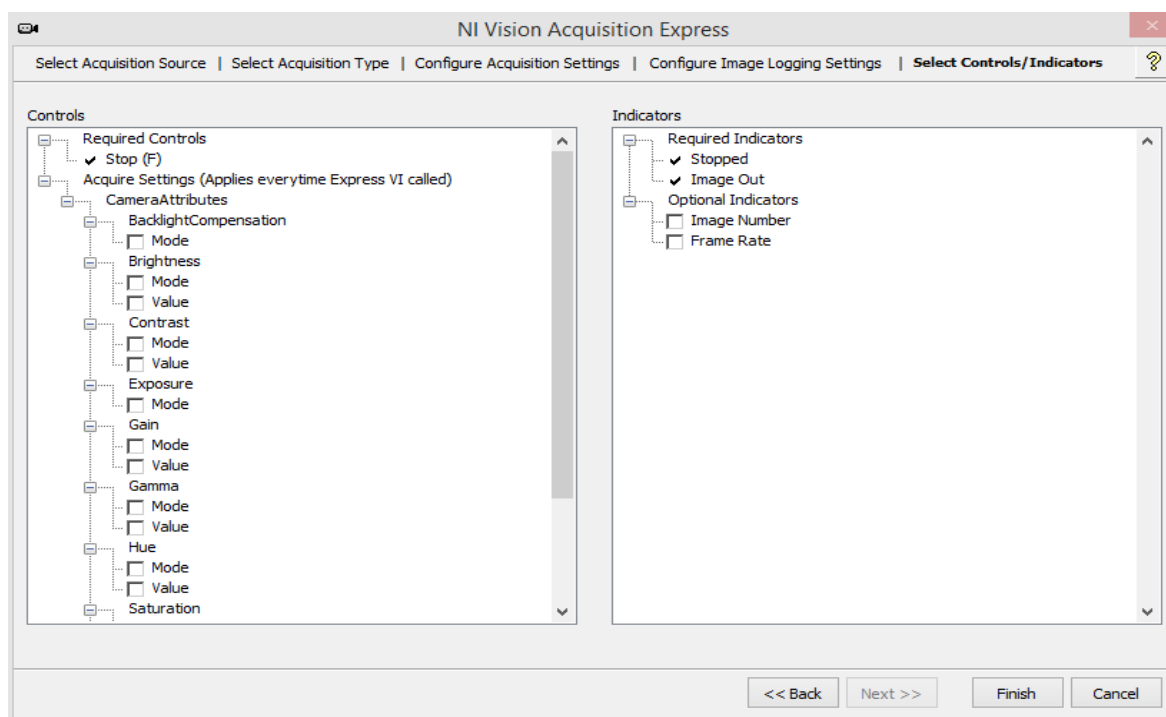 NI Vision Acquisition Express
Select Acquisition Source | Select Acquisition Type | Configure Acquisition Settings | Configure Image Logging Settings | Select Controls/Indicators
Controls
Required Controls
Stop (F)
Acquire Settings (Applies everytime Express VI called)
CameraAttributes
BacklightCompensation
Mode
Brightness
Mode
Value
Contrast
Mode
Value
Exposure
Mode
Gain
Mode
Value
Gamma
Mode
Value
Hue
Mode
Value
Saturation
Indicators
Required Indicators
Stopped
Image Out
Optional Indicators
Image Number
Frame Rate
<< Back Next >> Finish Cancel